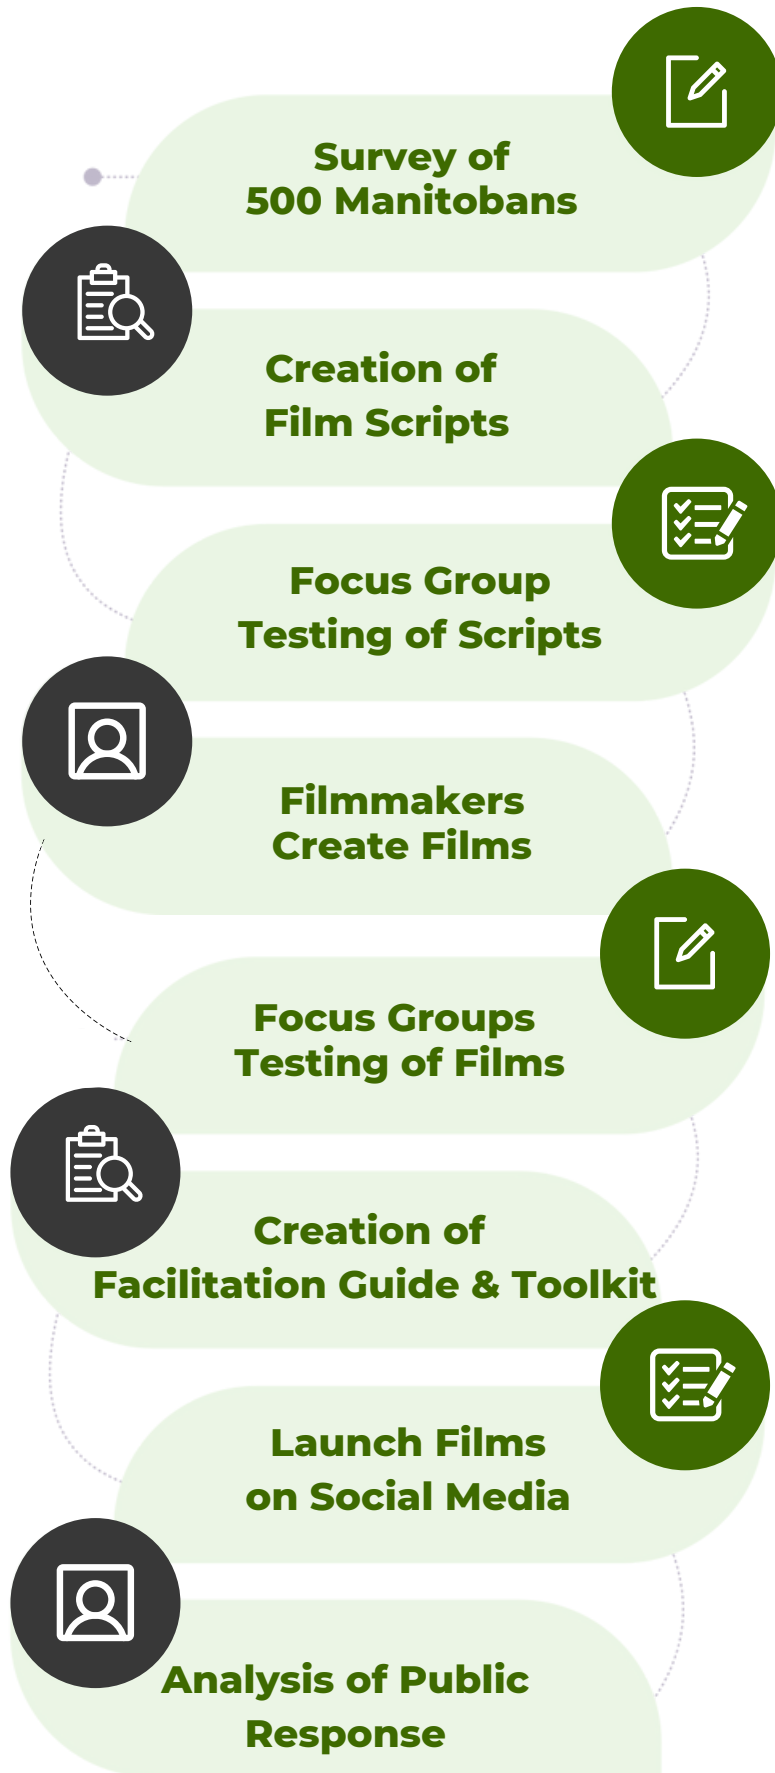 Survey of
500 Manitobans
Creation of
Film Scripts
Focus Group
Testing of Scripts
Filmmakers
Create Films
Focus Groups
Testing of Films
Creation of
Facilitation Guide & Toolkit
Launch Films
on Social Media
Analysis of Public
Response